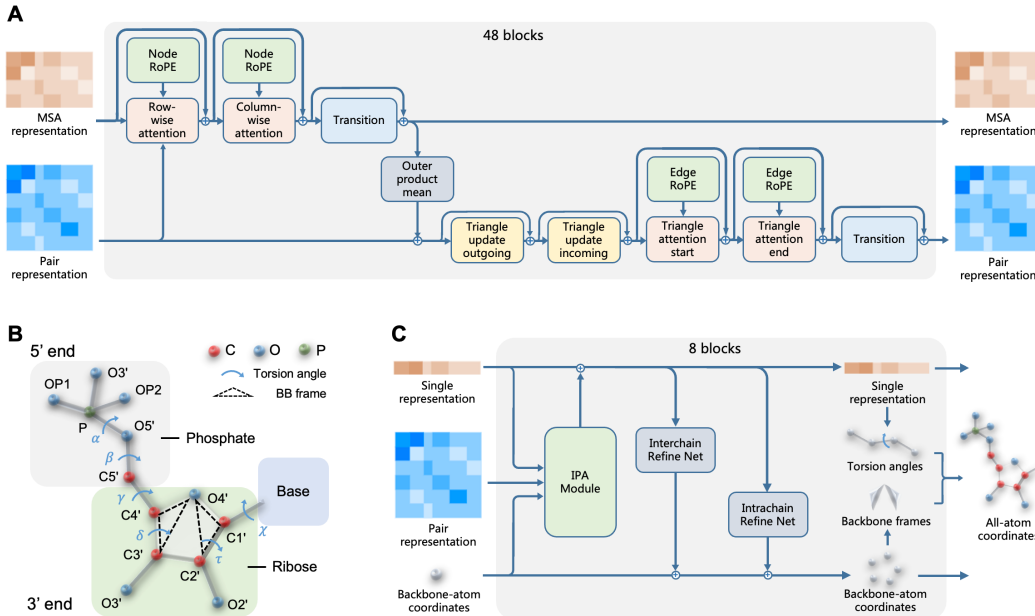 A
48 blocks
MSA
representation
Node
RoPE
Node
RoPE
Row-
wise
attention
Column-
wise
attention
Transition
MSA
representation
Outer
product
mean
Edge
RoPE
Edge
RoPE
Pair
representation
Triangle
update
outgoing
Triangle
update
incoming
Triangle
attention
start
Triangle
attention
end
Transition
Pair
representation
B
5' end
C O P
Torsion angle
BB frame
OP1
O3'
OP2
P
α
O5'
Phosphate
β
C5'
γ
O4'
Base
C4'
χ
δ
C1'
τ
C3'
C2'
Ribose
O3'
O2'
3' end
C
8 blocks
Single
representation
IPA
Module
Interchain
Refine Net
Intrachain
Refine Net
Pair
representation
Backbone-atom
coordinates
Single
representation
Torsion angles
Backbone frames
Backbone-atom
coordinates
All-atom
coordinates